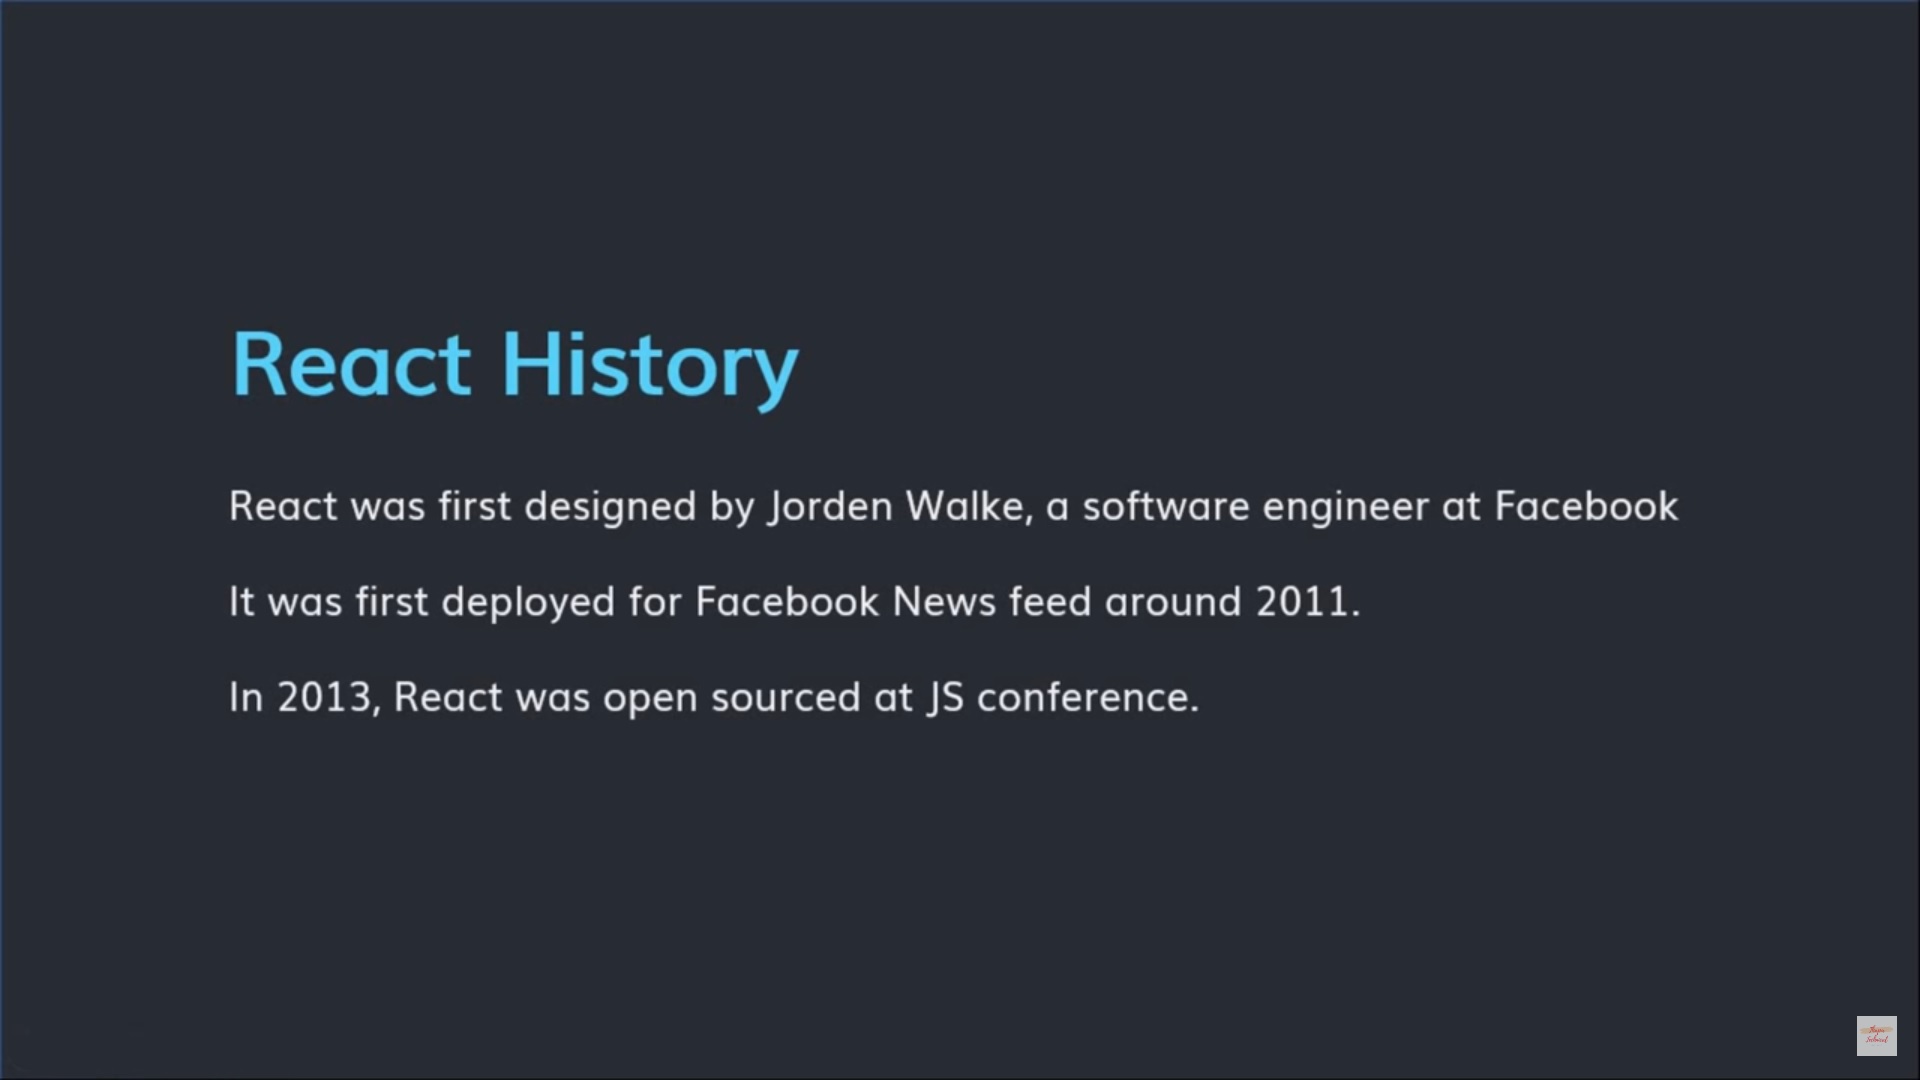 React History
React was first designed by Jorden Walke, a software engineer at Facebook
It was first deployed for Facebook News feed around 2011.
In 2013, React was open sourced at JS conference.